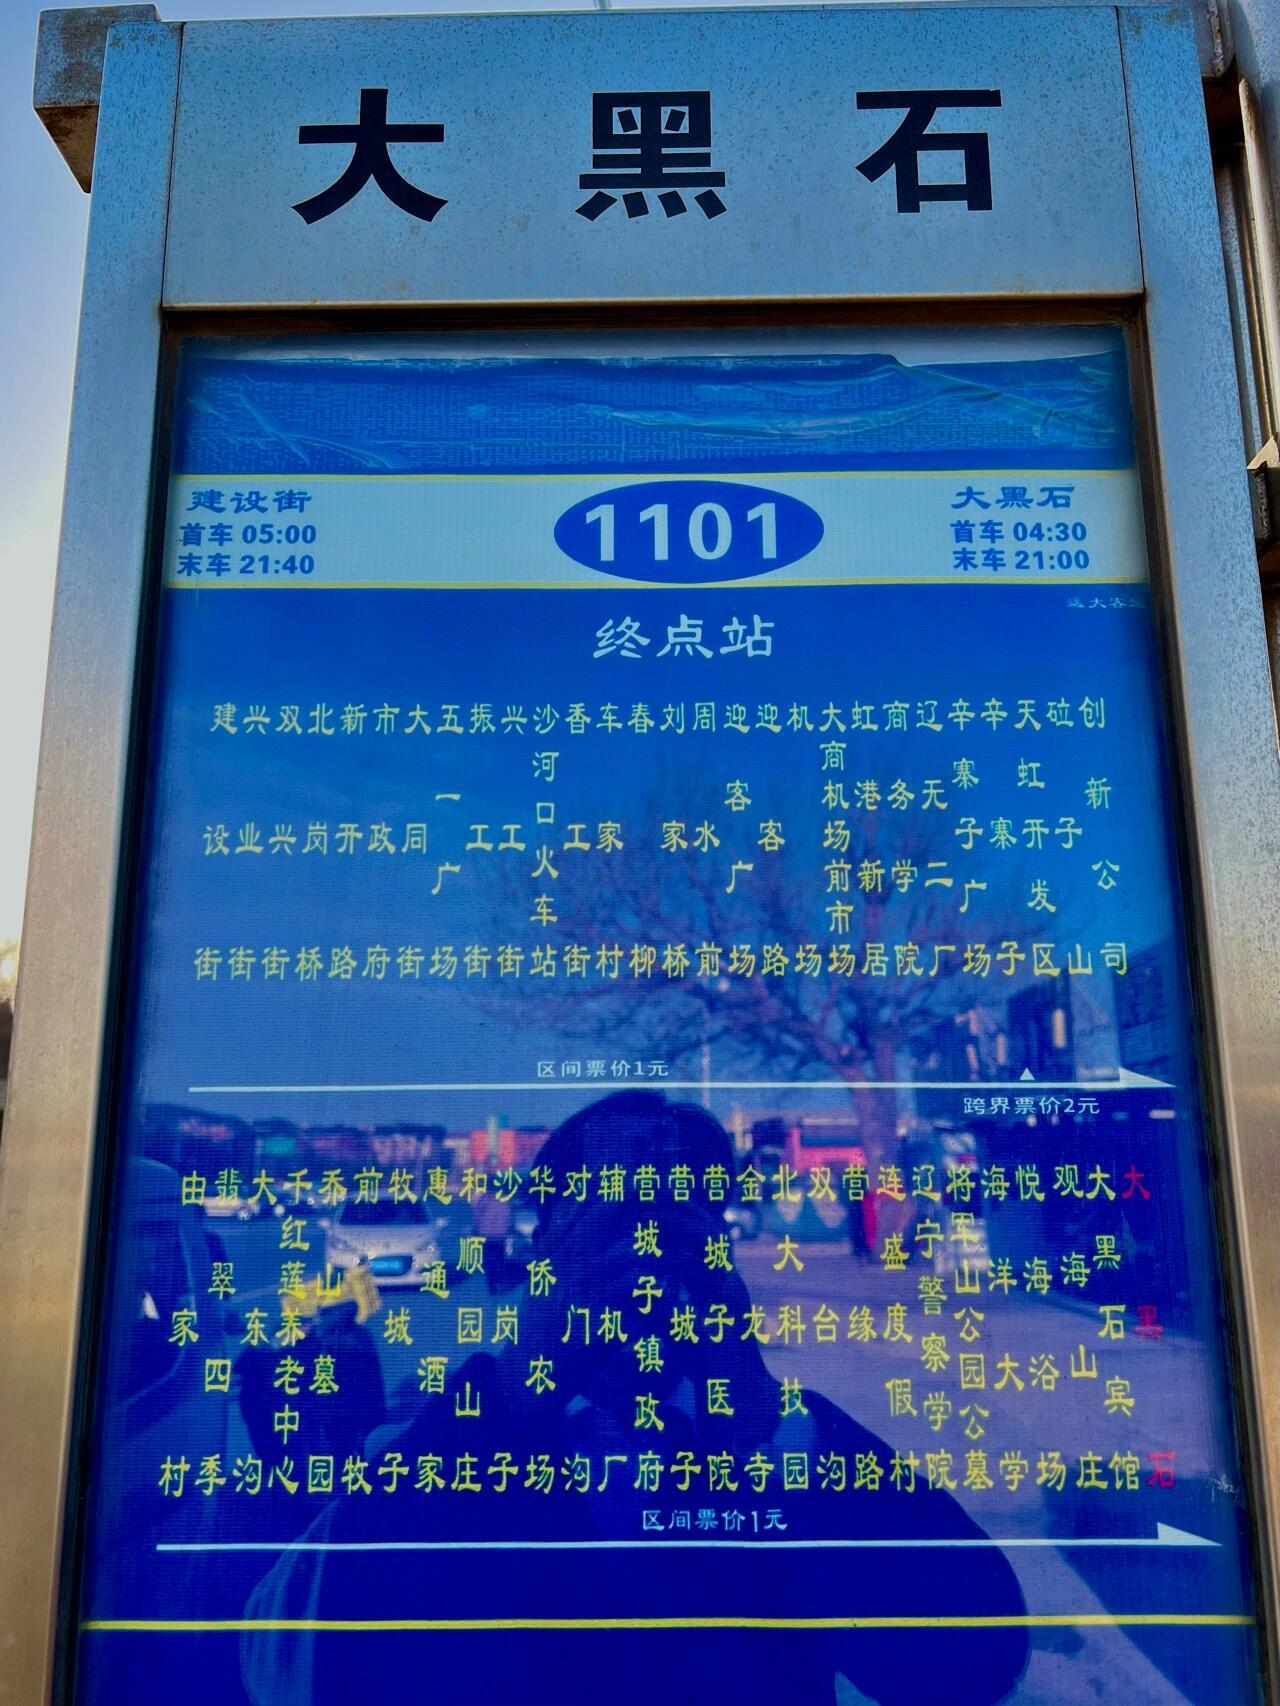 大黑石
建设街
首车 05:00
末车 21:40
1101
大黑石
首车 04:30
末车 21:00
终点站
建设街
兴业街
双兴街
北岗桥
新开路
市政府
大同街
五一广场
振工街
兴工街
沙河口火车站
香工街
车家村
春柳
刘家桥
周水前
迎客广场
迎客路
机场
大商机场前市场
虹港新居
商务学院
辽无二厂
辛寨子广场
辛寨子
天虹开发区
砬子山
创新公司
区间票价1元
跨界票价2元
由家村
翡翠四季
大东沟
千红莲养老中心
乔山墓园
前牧
牧城子
惠通酒家
和顺园山庄
沙岗子
华侨农场
对门沟
辅机厂
营城子镇政府
营城子
营城子医院
金龙寺
北大科技园
双台沟
营缘路
连盛度假村
辽宁警察学院
将军山公园公墓
海洋大学
悦海浴场
观海山庄
大黑石宾馆
大黑石
区间票价1元